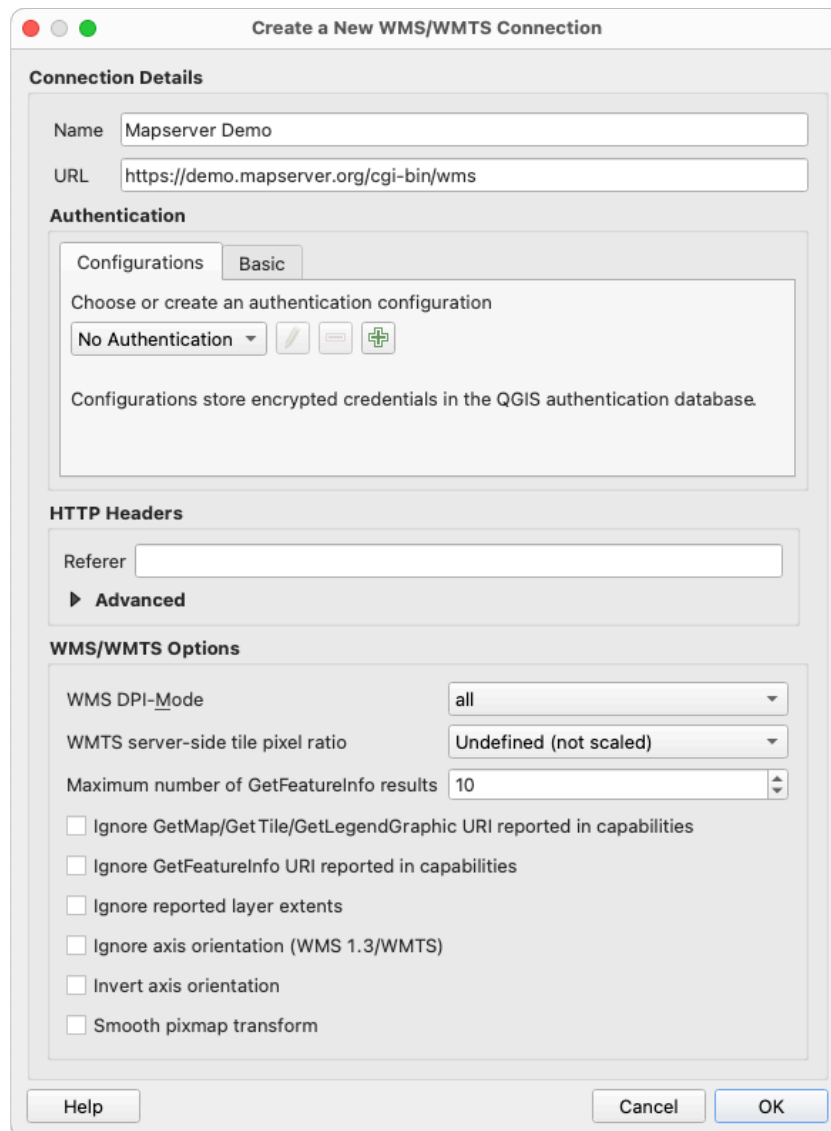 Create a New WMS/WMTS Connection
Connection Details
Name Mapserver Demo
URL https://demo.mapserver.org/cgi-bin/wms
Authentication
Configurations Basic
Choose or create an authentication configuration
No Authentication
Configurations store encrypted credentials in the QGIS authentication database.
HTTP Headers
Referer
Advanced
WMS/WMTS Options
WMS DPI-Mode all
WMTS server-side tile pixel ratio Undefined (not scaled)
Maximum number of GetFeatureInfo results 10
Ignore GetMap/GetTile/GetLegendGraphic URI reported in capabilities
Ignore GetFeatureInfo URI reported in capabilities
Ignore reported layer extents
Ignore axis orientation (WMS 1.3/WMTS)
Invert axis orientation
Smooth pixmap transform
Help Cancel OK